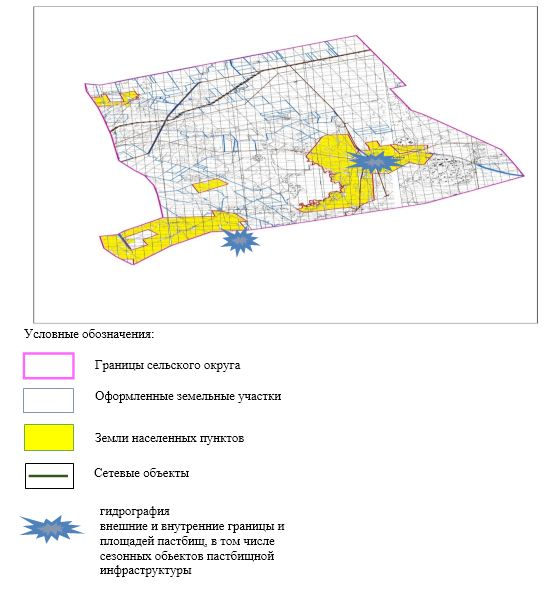 Условные обозначения:
Границы сельского округа
Оформленные земельные участки
Земли населенных пунктов
Сетевые объекты
гидрография
внешние и внутренние границы и
площадей пастбищ, в том числе
сезонных обьектов пастбищной
инфраструктуры